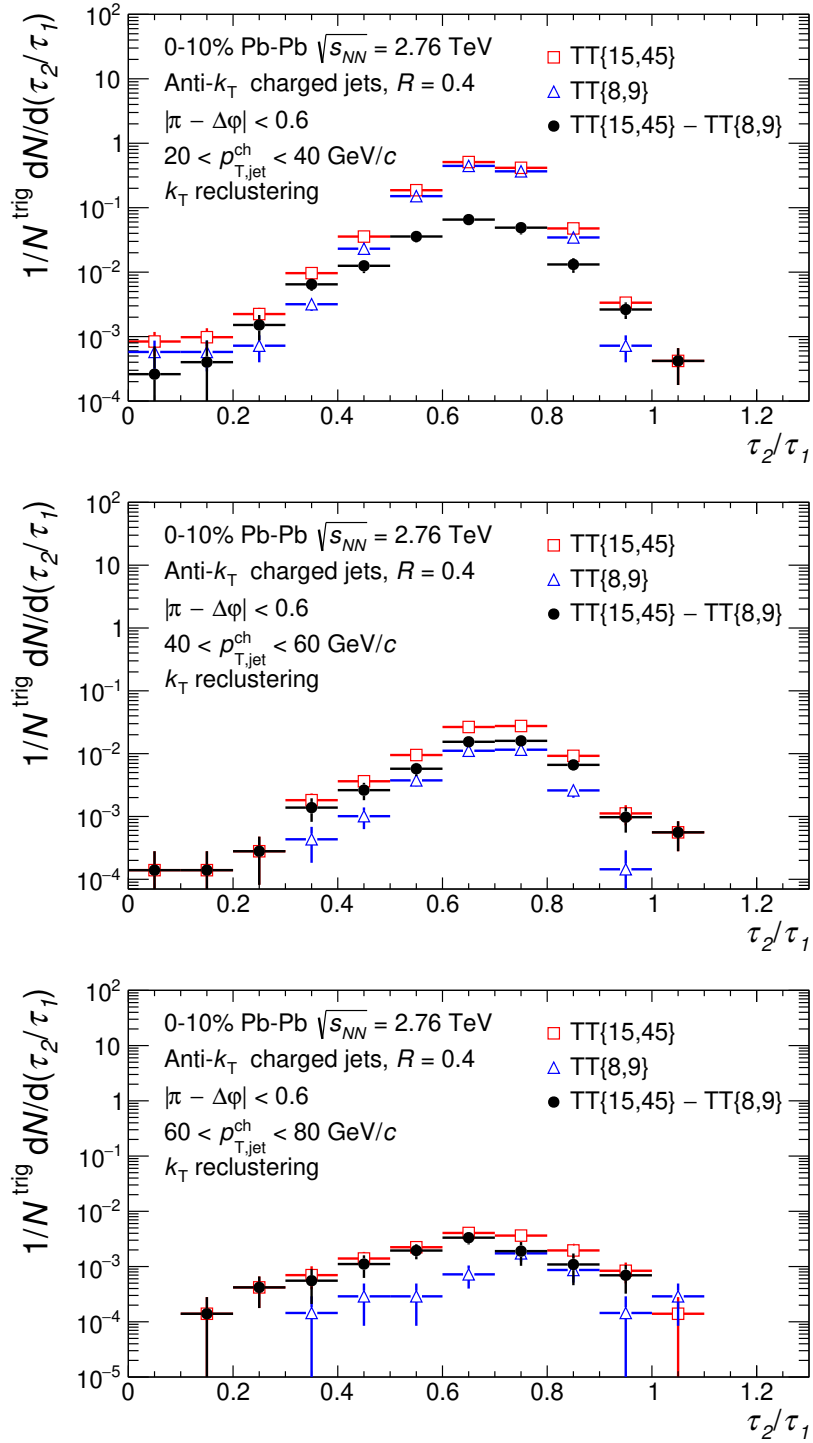 1/N^trig dN/d(τ_2/τ_1)
10^2
10
1
10^−1
10^−2
10^−3
10^−4
0-10% Pb-Pb √s_NN = 2.76 TeV
Anti-k_T charged jets, R = 0.4
|π − Δφ| < 0.6
20 < p_T,jet^ch < 40 GeV/c
k_T reclustering
TT{15,45}
TT{8,9}
TT{15,45} − TT{8,9}
0 0.2 0.4 0.6 0.8 1 1.2
τ_2/τ_1
1/N^trig dN/d(τ_2/τ_1)
10^2
10
1
10^−1
10^−2
10^−3
10^−4
0-10% Pb-Pb √s_NN = 2.76 TeV
Anti-k_T charged jets, R = 0.4
|π − Δφ| < 0.6
40 < p_T,jet^ch < 60 GeV/c
k_T reclustering
TT{15,45}
TT{8,9}
TT{15,45} − TT{8,9}
0 0.2 0.4 0.6 0.8 1 1.2
τ_2/τ_1
1/N^trig dN/d(τ_2/τ_1)
10^2
10
1
10^−1
10^−2
10^−3
10^−4
10^−5
0-10% Pb-Pb √s_NN = 2.76 TeV
Anti-k_T charged jets, R = 0.4
|π − Δφ| < 0.6
60 < p_T,jet^ch < 80 GeV/c
k_T reclustering
TT{15,45}
TT{8,9}
TT{15,45} − TT{8,9}
0 0.2 0.4 0.6 0.8 1 1.2
τ_2/τ_1